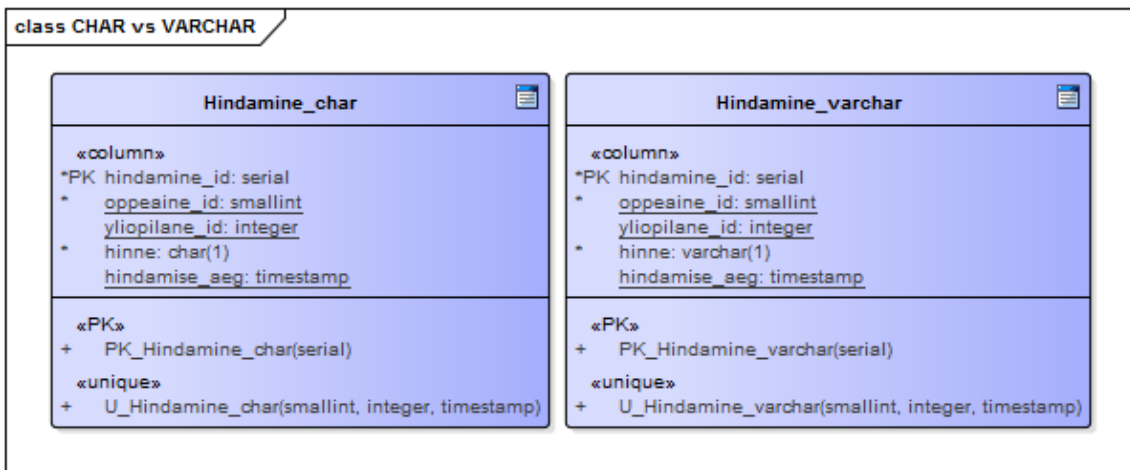 class CHAR vs VARCHAR
Hindamine_char
«column»
*PK hindamine_id: serial
* oppeaine_id: smallint
yliopilane_id: integer
* hinne: char(1)
hindamise_aeg: timestamp
«PK»
+ PK_Hindamine_char(serial)
«unique»
+ U_Hindamine_char(smallint, integer, timestamp)
Hindamine_varchar
«column»
*PK hindamine_id: serial
* oppeaine_id: smallint
yliopilane_id: integer
* hinne: varchar(1)
hindamise_aeg: timestamp
«PK»
+ PK_Hindamine_varchar(serial)
«unique»
+ U_Hindamine_varchar(smallint, integer, timestamp)